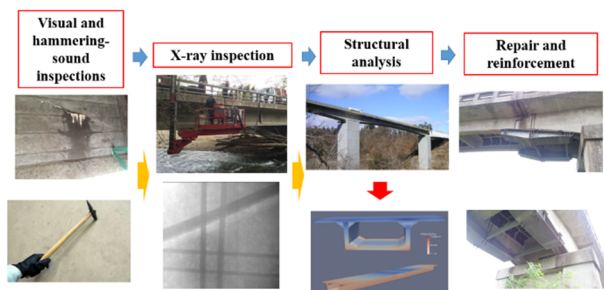 Visual and
hammering-
sound
inspections
X-ray inspection
Structural
analysis
Repair and
reinforcement